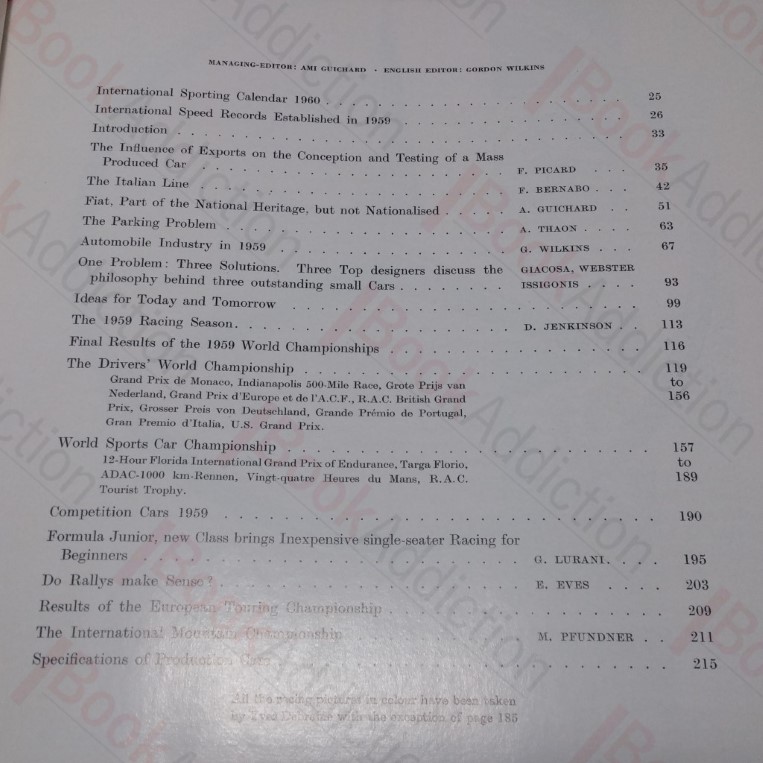 MANAGING-EDITOR: AMI GUICHARD · ENGLISH EDITOR: GORDON WILKINS
International Sporting Calendar 1960 . . . . . . . . . . . . . . . . . . . . 25
International Speed Records Established in 1959 . . . . . . . . . . . . . . . 26
Introduction . . . . . . . . . . . . . . . . . . . . . . . . . . . . . . . . 33
The Influence of Exports on the Conception and Testing of a Mass
Produced Car . . . . . . . . . . . . . . . . . . . . F. PICARD . . . 35
The Italian Line . . . . . . . . . . . . . . . . . . . . F. BERNABO . . . 42
Fiat, Part of the National Heritage, but not Nationalised . . . . . A. GUICHARD . . 51
The Parking Problem . . . . . . . . . . . . . . . . . . A. THAON . . . . 63
Automobile Industry in 1959 . . . . . . . . . . . . . . . G. WILKINS . . . 67
One Problem: Three Solutions. Three Top designers discuss the GIACOSA, WEBSTER
philosophy behind three outstanding small Cars . . . . . . . . ISSIGONIS . . . . 93
Ideas for Today and Tomorrow . . . . . . . . . . . . . . . . . . . . . . . 99
The 1959 Racing Season. . . . . . . . . . . . . . . . . . D. JENKINSON . . 113
Final Results of the 1959 World Championships . . . . . . . . . . . . . . . . 116
The Drivers' World Championship . . . . . . . . . . . . . . . . . . . . . . 119
Grand Prix de Monaco, Indianapolis 500-Mile Race, Grote Prijs van to
Nederland, Grand Prix d'Europe et de l'A.C.F., R.A.C. British Grand 156
Prix, Grosser Preis von Deutschland, Grande Prémio de Portugal,
Gran Premio d'Italia, U.S. Grand Prix.
World Sports Car Championship . . . . . . . . . . . . . . . . . . . . . . . 157
12-Hour Florida International Grand Prix of Endurance, Targa Florio, to
ADAC-1000 km-Rennen, Vingt-quatre Heures du Mans, R.A.C. 189
Tourist Trophy.
Competition Cars 1959 . . . . . . . . . . . . . . . . . . . . . . . . . . . 190
Formula Junior, new Class brings Inexpensive single-seater Racing for
Beginners . . . . . . . . . . . . . . . . . . . . . . . G. LURANI. . . . 195
Do Rallys make Sense? . . . . . . . . . . . . . . . . . . E. EVES . . . . 203
Results of the European Touring Championship . . . . . . . . . . . . . . . . 209
The International Mountain Championship . . . . . . . . . . M. PFUNDNER . . 211
Specifications of Production Cars . . . . . . . . . . . . . . . . . . . . . . 215
All the racing pictures in colour have been taken
by Yves Debraine with the exception of page 185
BookAddiction